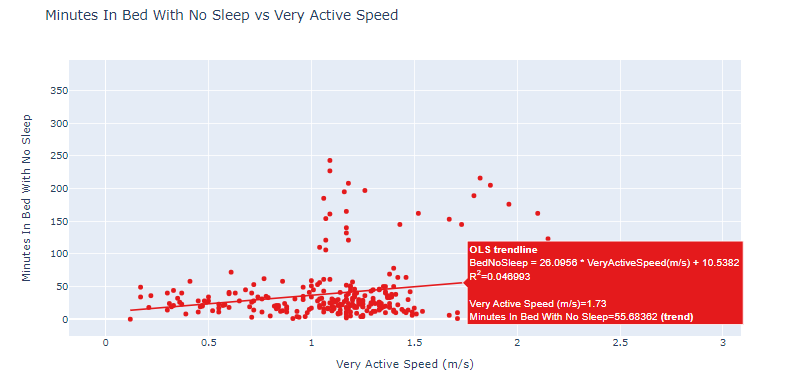 Minutes In Bed With No Sleep vs Very Active Speed
350
300
250
200
150
100
50
0
Minutes In Bed With No Sleep
OLS trendline
BedNoSleep = 26.0956 * VeryActiveSpeed(m/s) + 10.5382
R²=0.046993
Very Active Speed (m/s)=1.73
Minutes In Bed With No Sleep=55.68362 (trend)
0
0.5
1
1.5
2
2.5
3
Very Active Speed (m/s)